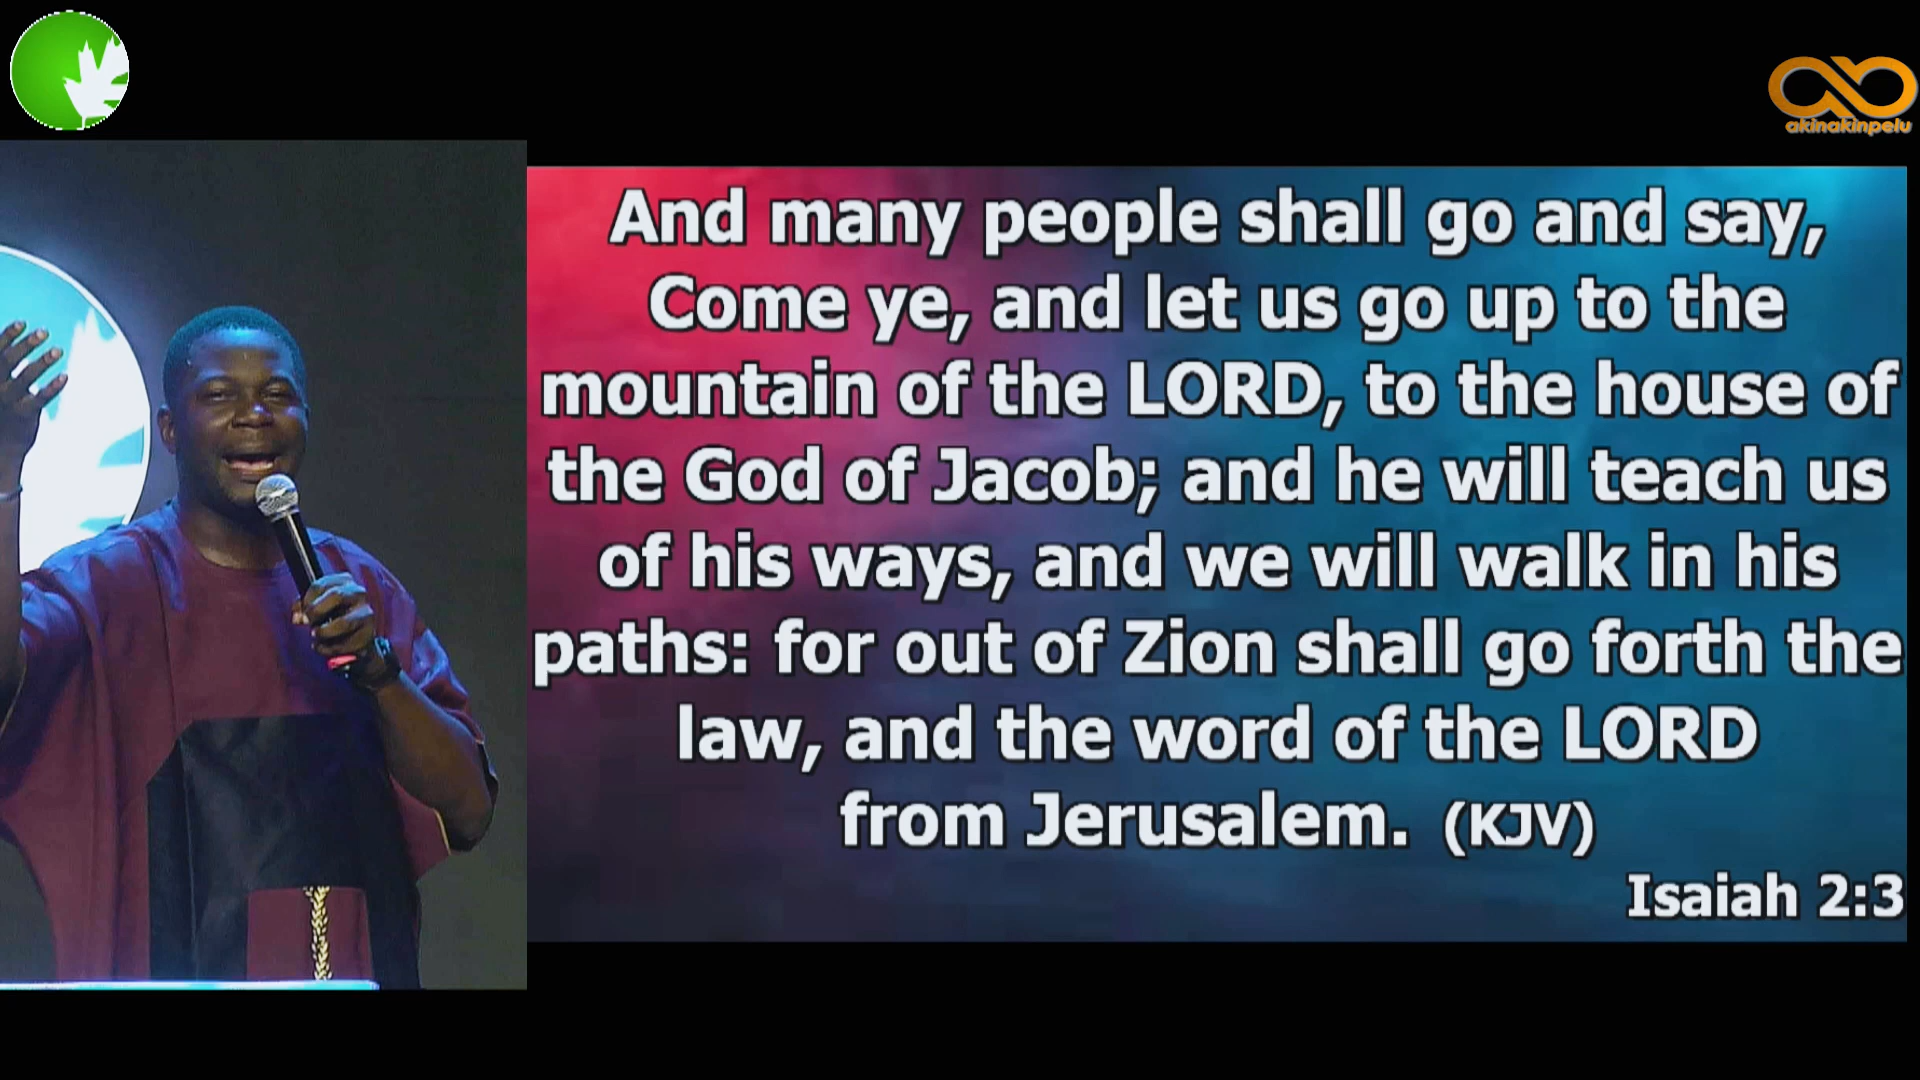 akinakinpelu
And many people shall go and say,
Come ye, and let us go up to the
mountain of the LORD, to the house of
the God of Jacob; and he will teach us
of his ways, and we will walk in his
paths: for out of Zion shall go forth the
law, and the word of the LORD
from Jerusalem. (KJV)
Isaiah 2:3